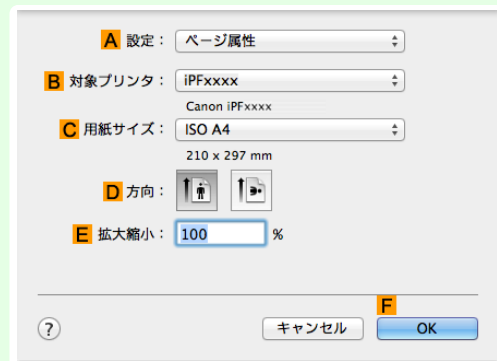 A 設定： ページ属性
B 対象プリンタ： iPFxxxx
Canon iPFxxxx
C 用紙サイズ： ISO A4
210 x 297 mm
D 方向：
E 拡大縮小： 100 %
F
? キャンセル OK